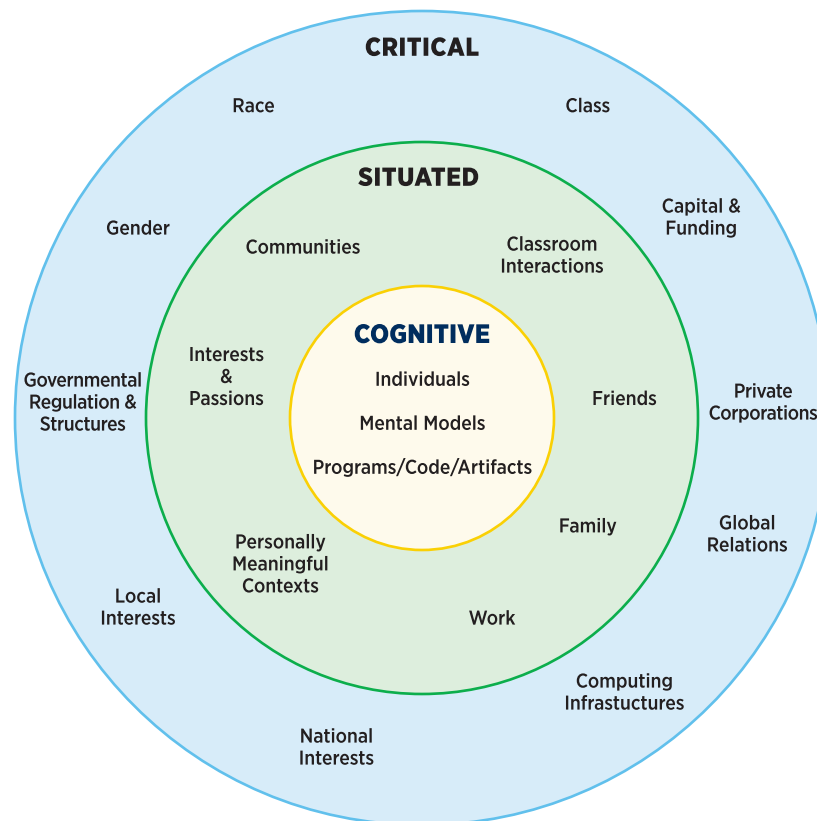 CRITICAL
Race
Class
Gender
Capital &
Funding
Governmental
Regulation &
Structures
Private
Corporations
Global
Relations
Local
Interests
Computing
Infrastuctures
National
Interests
SITUATED
Communities
Classroom
Interactions
Interests
&
Passions
Friends
Personally
Meaningful
Contexts
Family
Work
COGNITIVE
Individuals
Mental Models
Programs/Code/Artifacts